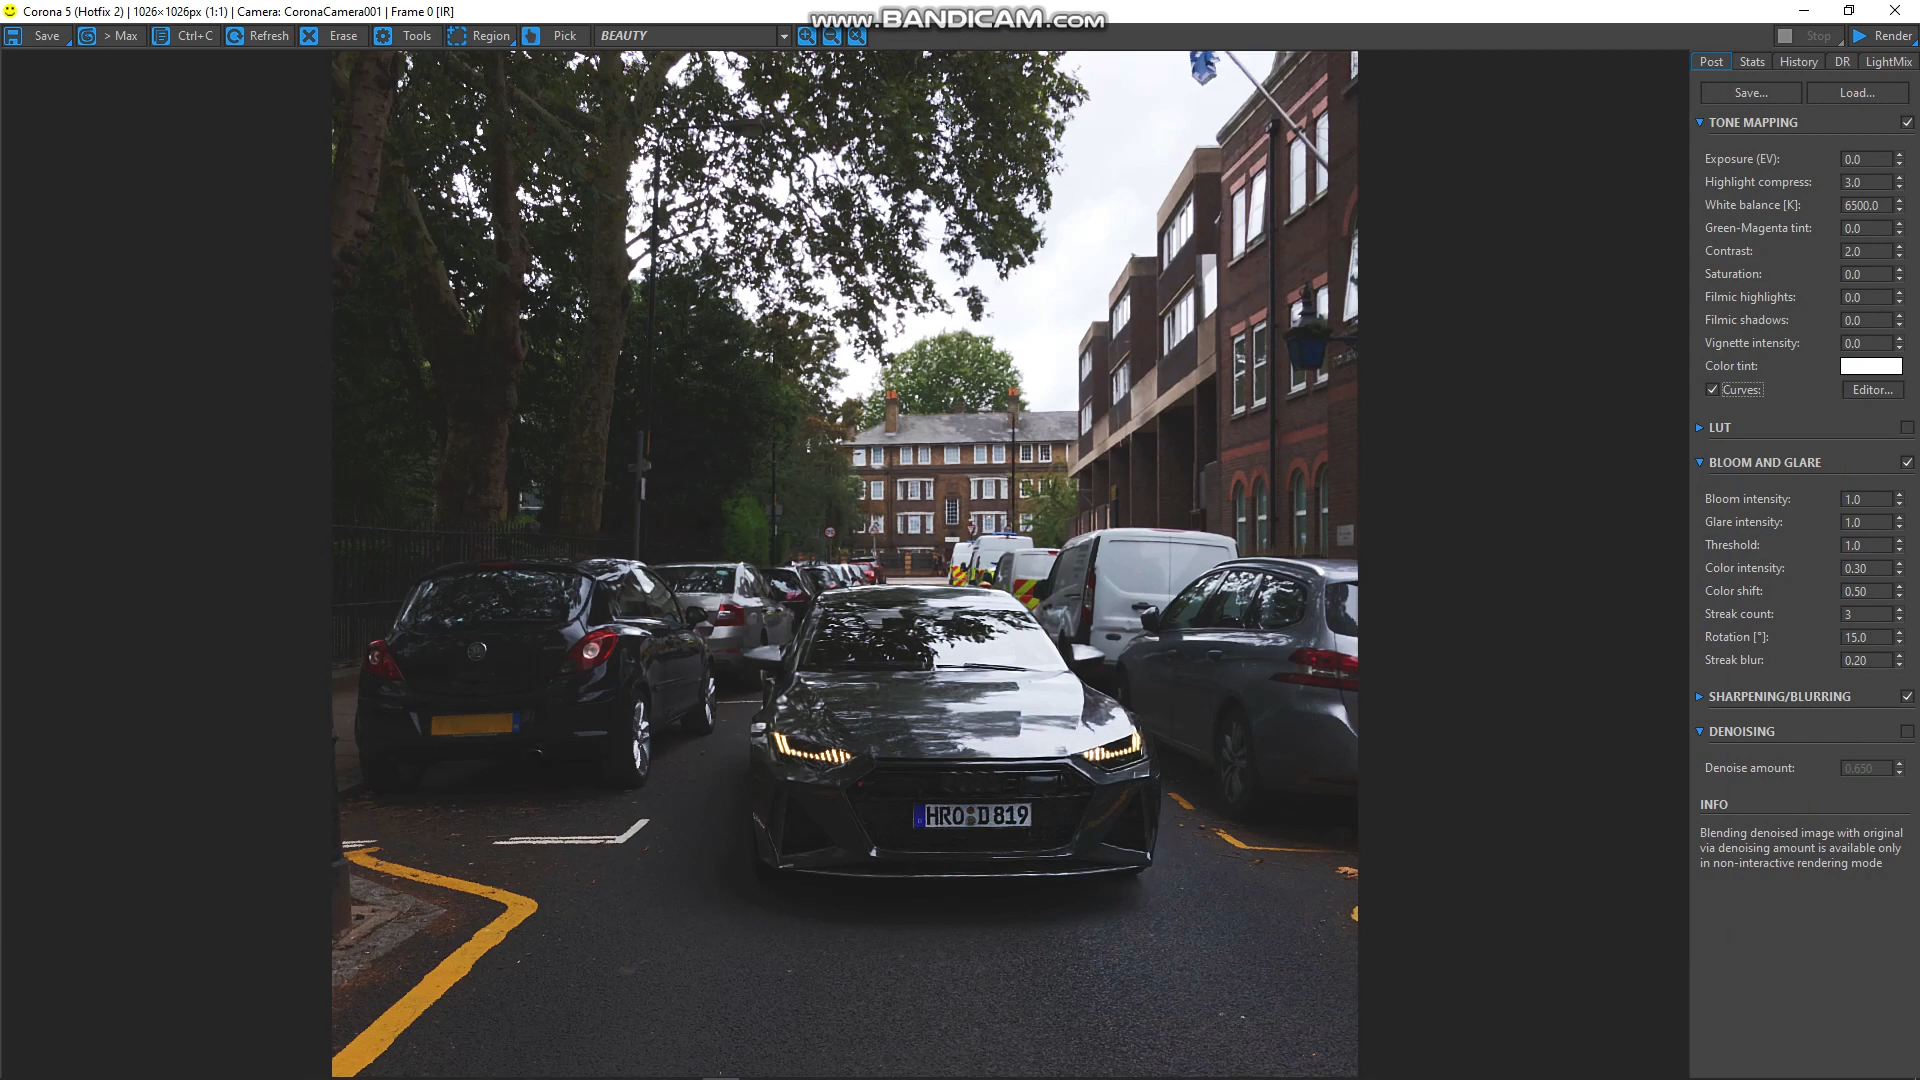 Corona 5 (Hotfix 2) | 1026×1026px (1:1) | Camera: CoronaCamera001 | Frame 0 [IR]
www.BANDICAM.com
Save > Max Ctrl+C Refresh Erase Tools Region Pick BEAUTY Stop Render
Post Stats History DR LightMix
Save... Load...
TONE MAPPING
Exposure (EV): 0.0
Highlight compress: 3.0
White balance [K]: 6500.0
Green-Magenta tint: 0.0
Contrast: 2.0
Saturation: 0.0
Filmic highlights: 0.0
Filmic shadows: 0.0
Vignette intensity: 0.0
Color tint:
Curves: Editor...
LUT
BLOOM AND GLARE
Bloom intensity: 1.0
Glare intensity: 1.0
Threshold: 1.0
Color intensity: 0.30
Color shift: 0.50
Streak count: 3
Rotation [°]: 15.0
Streak blur: 0.20
SHARPENING/BLURRING
DENOISING
Denoise amount: 0.650
INFO
Blending denoised image with original
via denoising amount is available only
in non-interactive rendering mode
HRO D 819